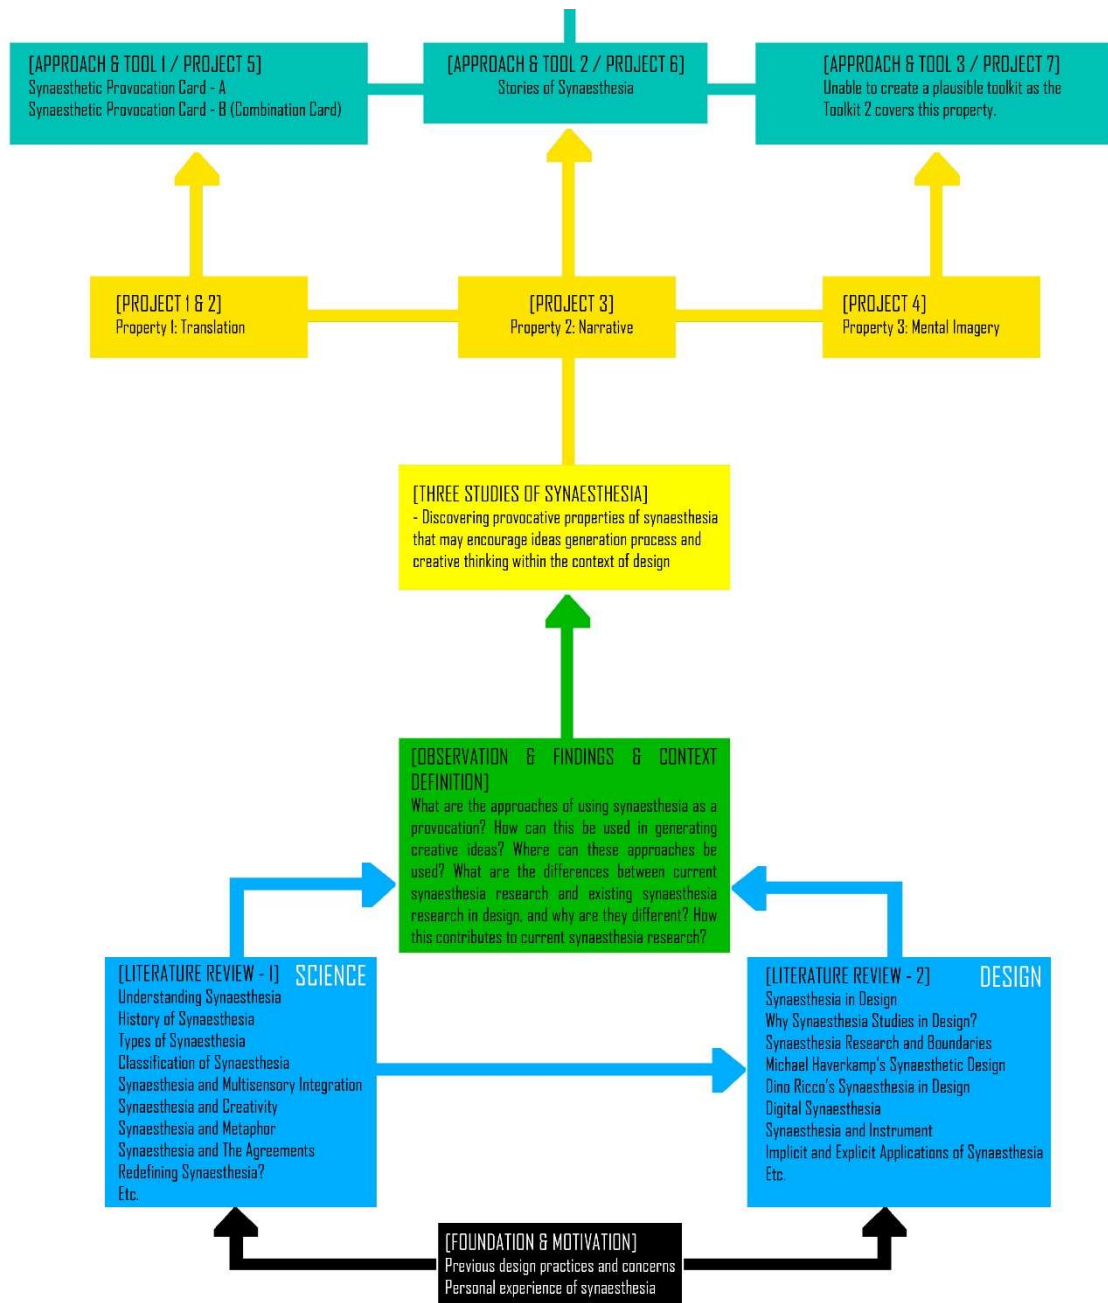 [APPROACH & TOOL 1 / PROJECT 5]
Synaesthetic Provocation Card - A
Synaesthetic Provocation Card - B (Combination Card)
[APPROACH & TOOL 2 / PROJECT 6]
Stories of Synaesthesia
[APPROACH & TOOL 3 / PROJECT 7]
Unable to create a plausible toolkit as the
Toolkit 2 covers this property.
[PROJECT 1 & 2]
Property 1: Translation
[PROJECT 3]
Property 2: Narrative
[PROJECT 4]
Property 3: Mental Imagery
[THREE STUDIES OF SYNAESTHESIA]
- Discovering provocative properties of synaesthesia
that may encourage ideas generation process and
creative thinking within the context of design
[OBSERVATION & FINDINGS & CONTEXT
DEFINITION]
What are the approaches of using synaesthesia as a
provocation? How can this be used in generating
creative ideas? Where can these approaches be
used? What are the differences between current
synaesthesia research and existing synaesthesia
research in design, and why are they different? How
this contributes to current synaesthesia research?
[LITERATURE REVIEW - 1] SCIENCE
Understanding Synaesthesia
History of Synaesthesia
Types of Synaesthesia
Classification of Synaesthesia
Synaesthesia and Multisensory Integration
Synaesthesia and Creativity
Synaesthesia and Metaphor
Synaesthesia and The Agreements
Redefining Synaesthesia?
Etc.
[LITERATURE REVIEW - 2] DESIGN
Synaesthesia in Design
Why Synaesthesia Studies in Design?
Synaesthesia Research and Boundaries
Michael Haverkamp's Synaesthetic Design
Dino Ricco's Synaesthesia in Design
Digital Synaesthesia
Synaesthesia and Instrument
Implicit and Explicit Applications of Synaesthesia
Etc.
[FOUNDATION & MOTIVATION]
Previous design practices and concerns
Personal experience of synaesthesia